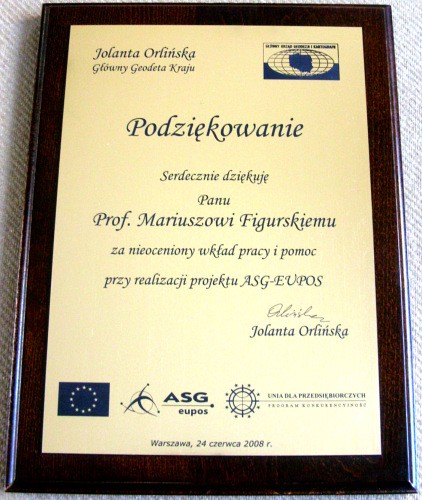 Jolanta Orlińska
Główny Geodeta Kraju
GŁÓWNY URZĄD GEODEZJI I KARTOGRAFII
Podziękowanie
Serdecznie dziękuję
Panu
Prof. Mariuszowi Figurskiemu
za nieoceniony wkład pracy i pomoc
przy realizacji projektu ASG-EUPOS
Orlińska
Jolanta Orlińska
ASG
eupos
UNIA DLA PRZEDSIĘBIORCZYCH
PROGRAM KONKURENCYJNOŚĆ
Warszawa, 24 czerwca 2008 r.